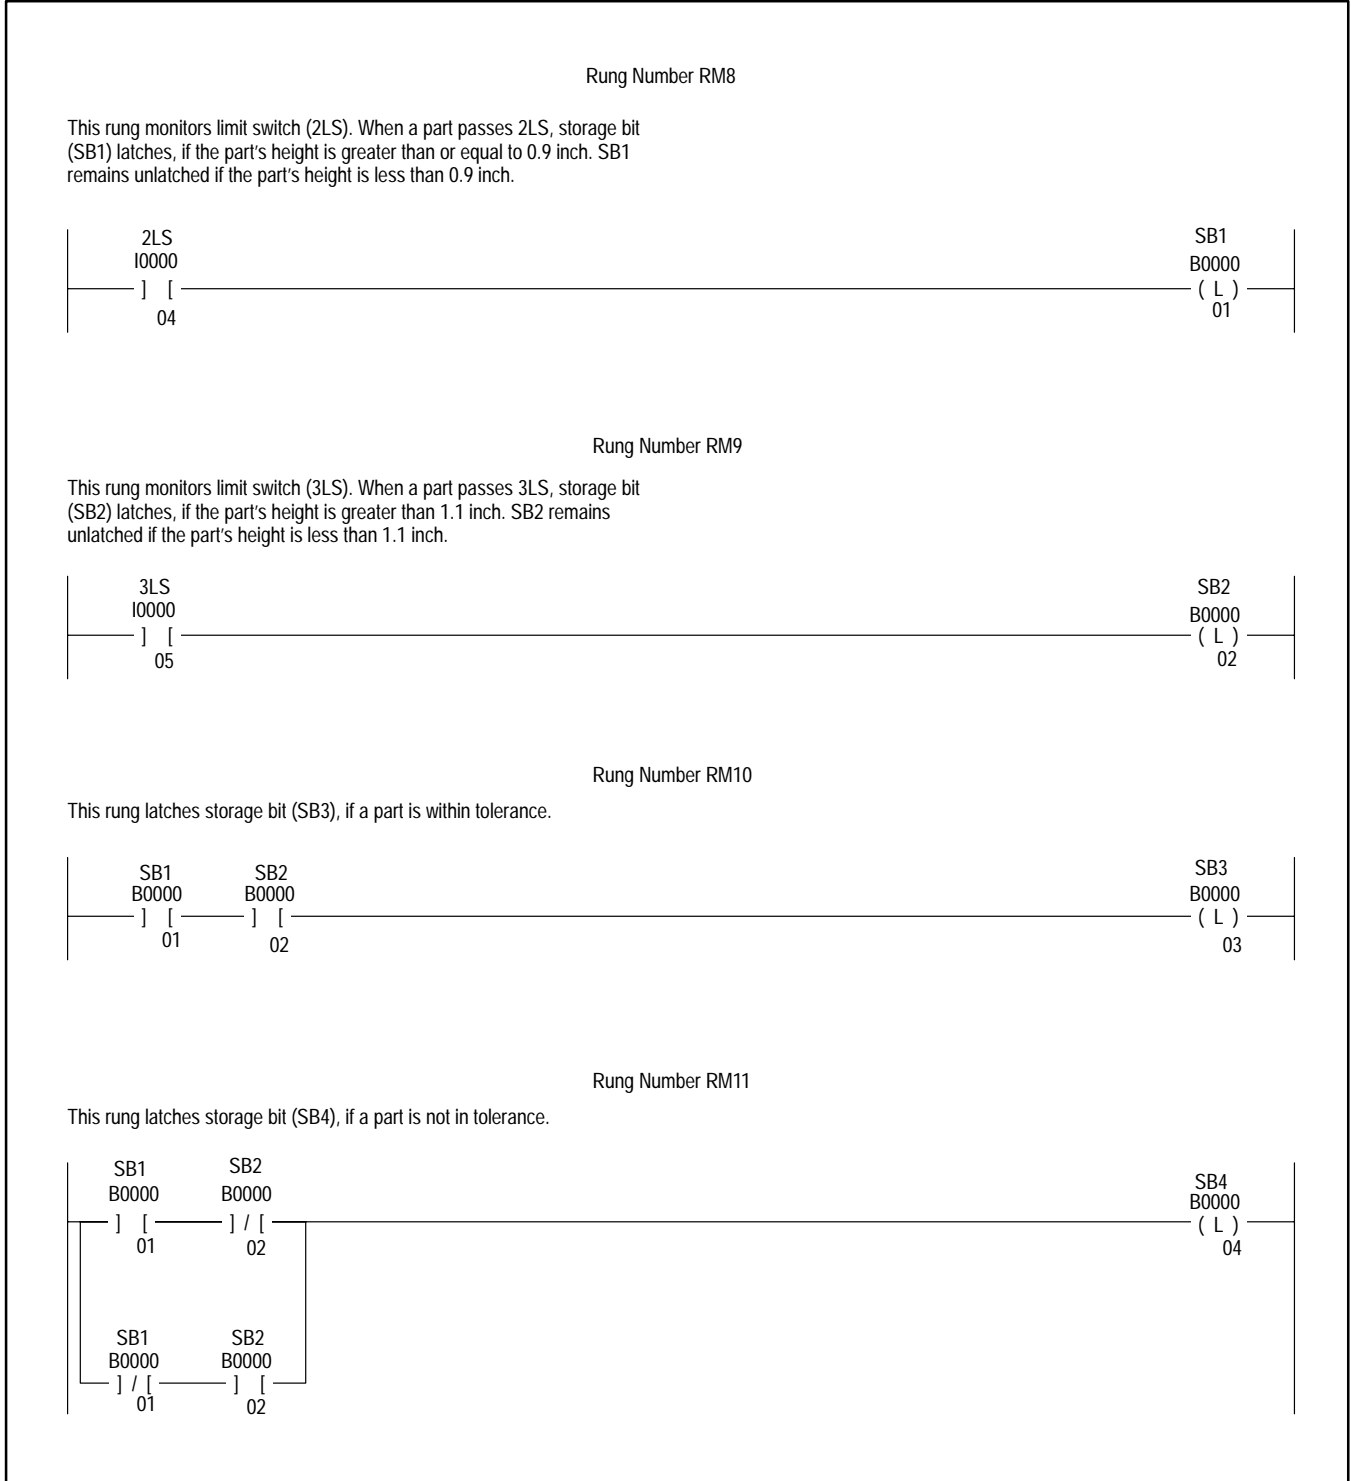 Rung Number RM8
This rung monitors limit switch (2LS). When a part passes 2LS, storage bit
(SB1) latches, if the part’s height is greater than or equal to 0.9 inch. SB1
remains unlatched if the part’s height is less than 0.9 inch.
2LS SB1
I0000 B0000
] [ ( L )
04 01
Rung Number RM9
This rung monitors limit switch (3LS). When a part passes 3LS, storage bit
(SB2) latches, if the part’s height is greater than 1.1 inch. SB2 remains
unlatched if the part’s height is less than 1.1 inch.
3LS SB2
I0000 B0000
] [ ( L )
05 02
Rung Number RM10
This rung latches storage bit (SB3), if a part is within tolerance.
SB1 SB2 SB3
B0000 B0000 B0000
] [ ] [ ( L )
01 02 03
Rung Number RM11
This rung latches storage bit (SB4), if a part is not in tolerance.
SB1 SB2 SB4
B0000 B0000 B0000
] [ ] / [ ( L )
01 02 04
SB1 SB2
B0000 B0000
] / [ ] [
01 02